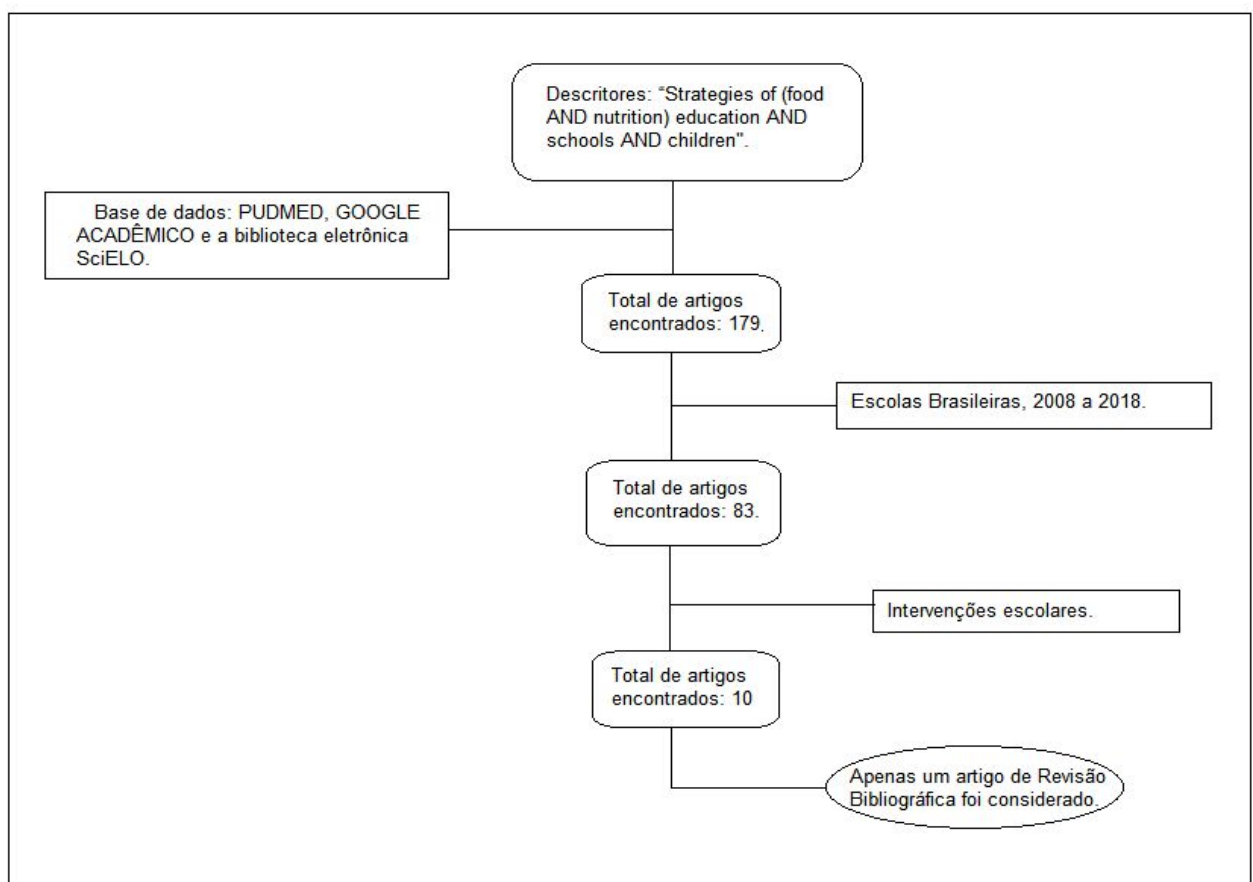 Descritores: “Strategies of (food
AND nutrition) education AND
schools AND children".
Base de dados: PUDMED, GOOGLE
ACADÊMICO e a biblioteca eletrônica
SciELO.
Total de artigos
encontrados: 179.
Escolas Brasileiras, 2008 a 2018.
Total de artigos
encontrados: 83.
Intervenções escolares.
Total de artigos
encontrados: 10
Apenas um artigo de Revisão
Bibliográfica foi considerado.